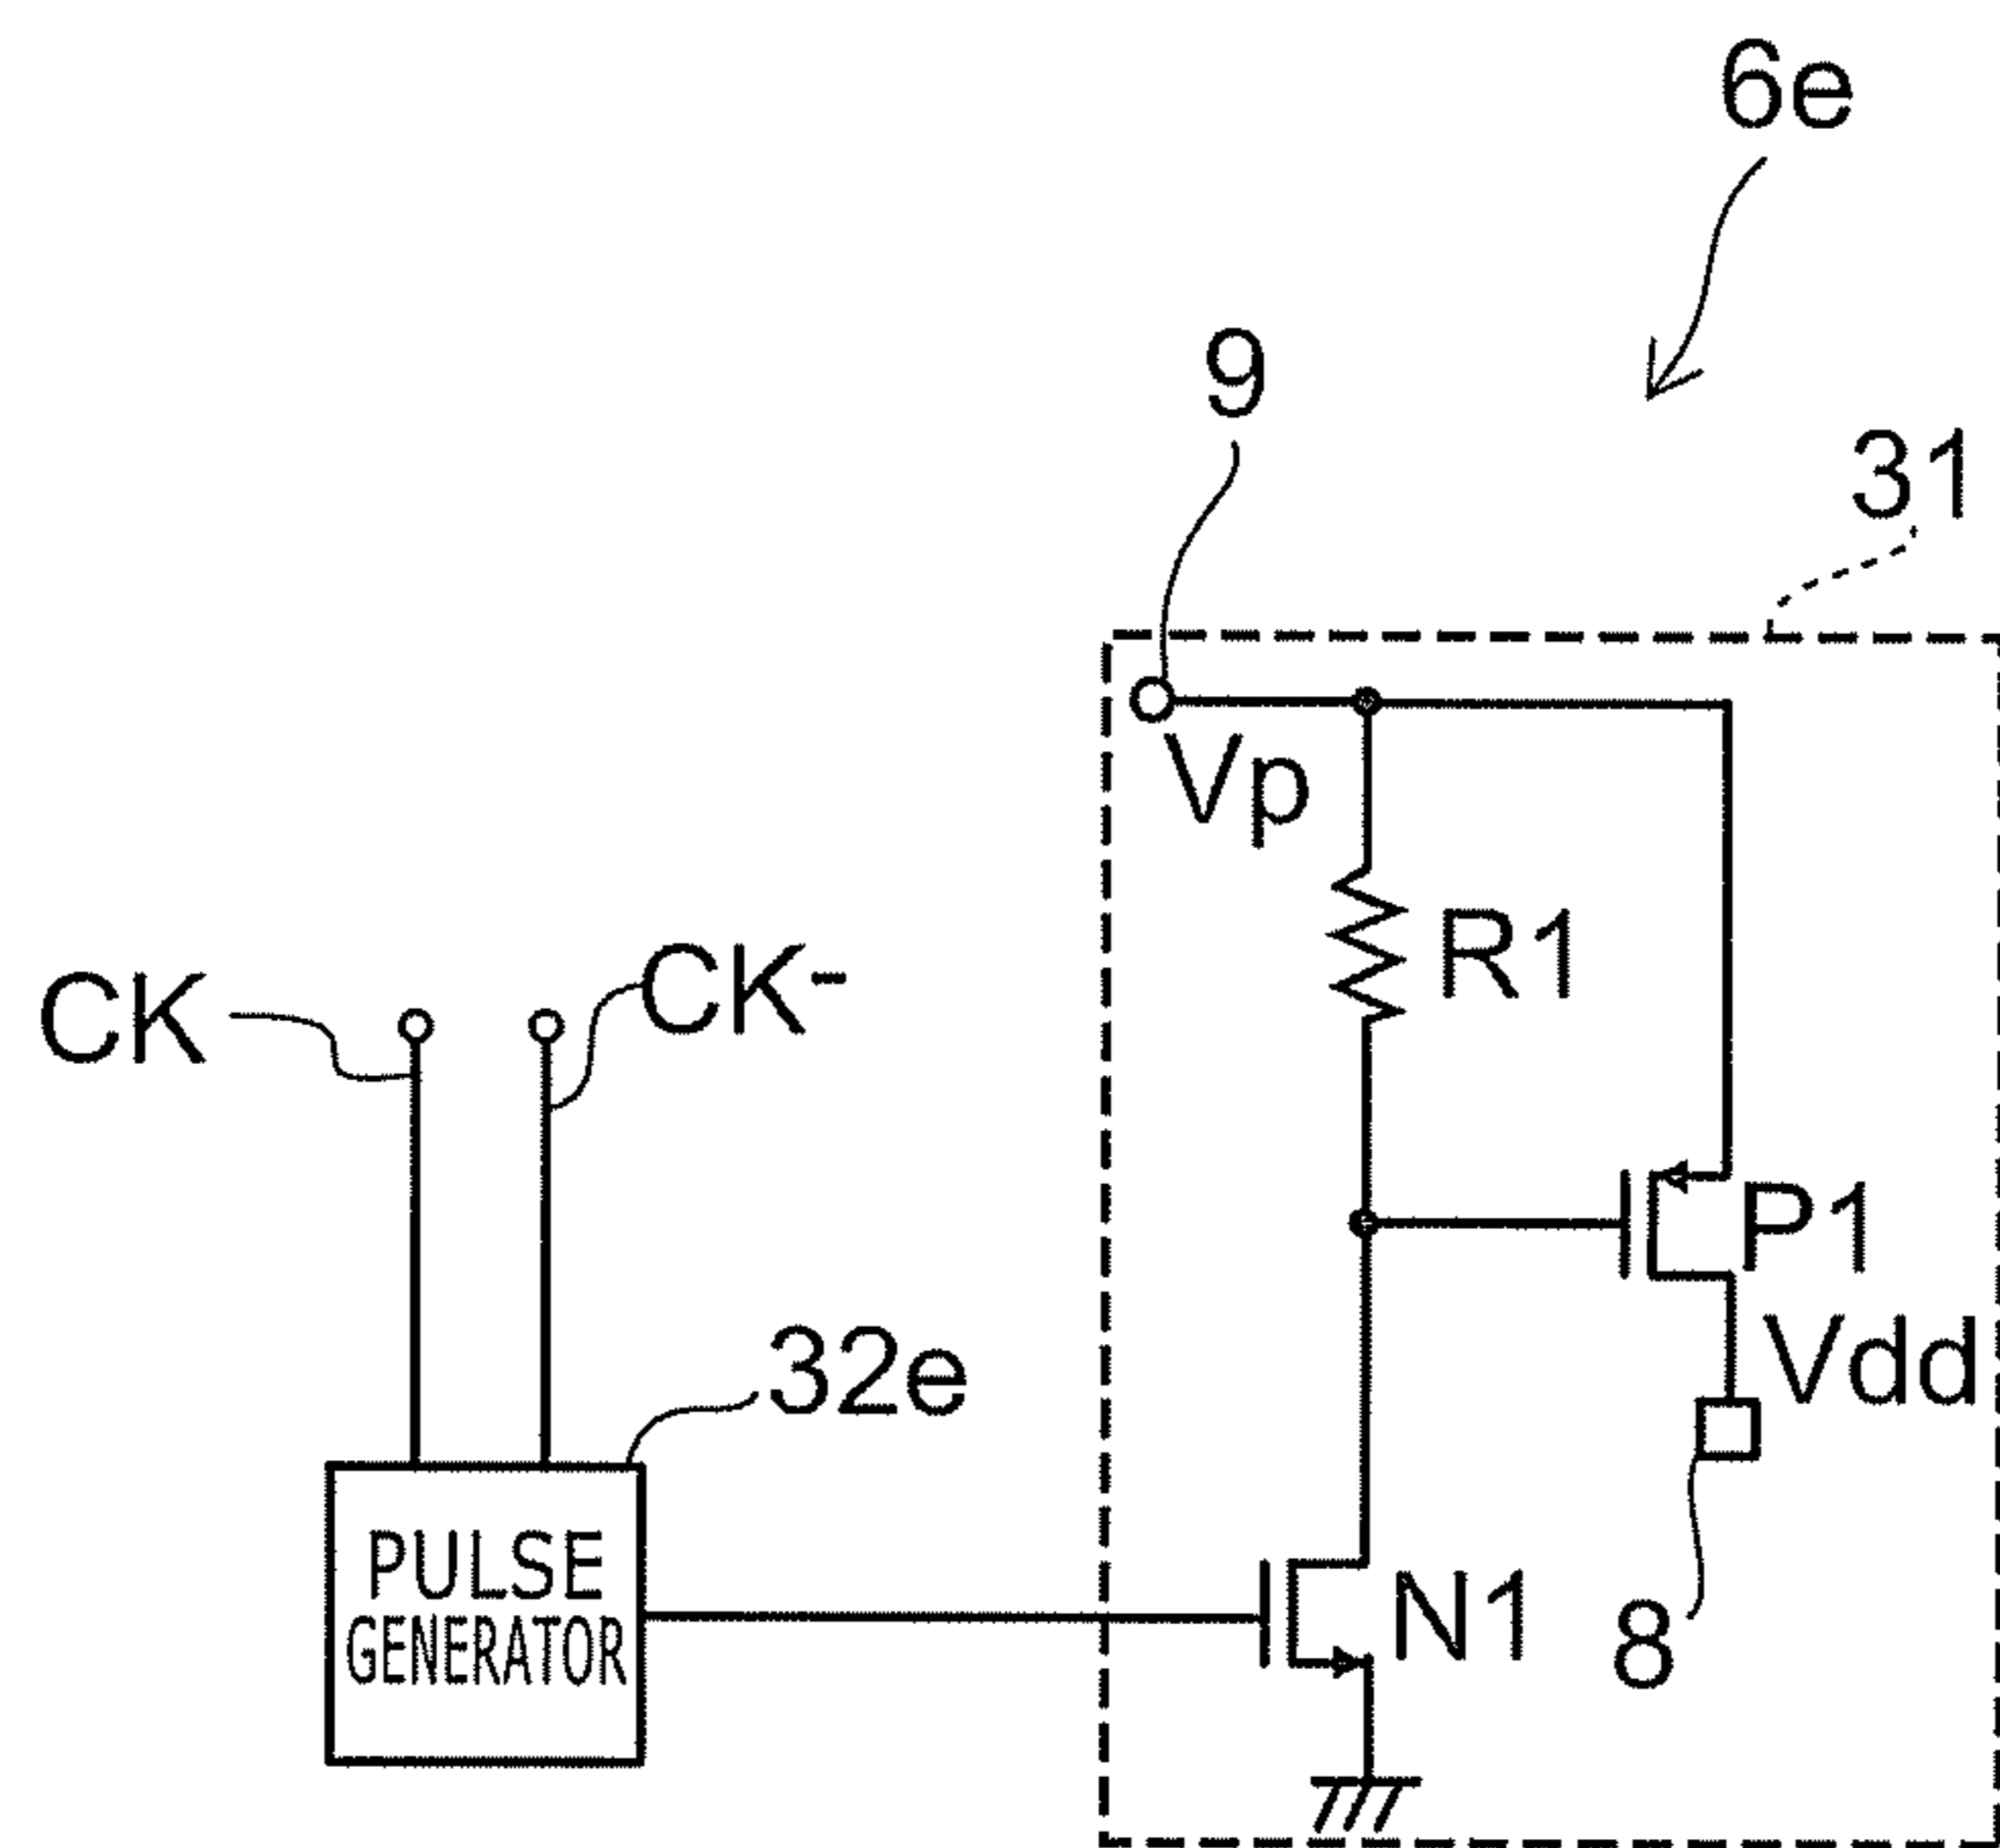 6e
9
31
Vp
R1
CK
CK-
P1
Vdd
32e
PULSE
GENERATOR
N1
8